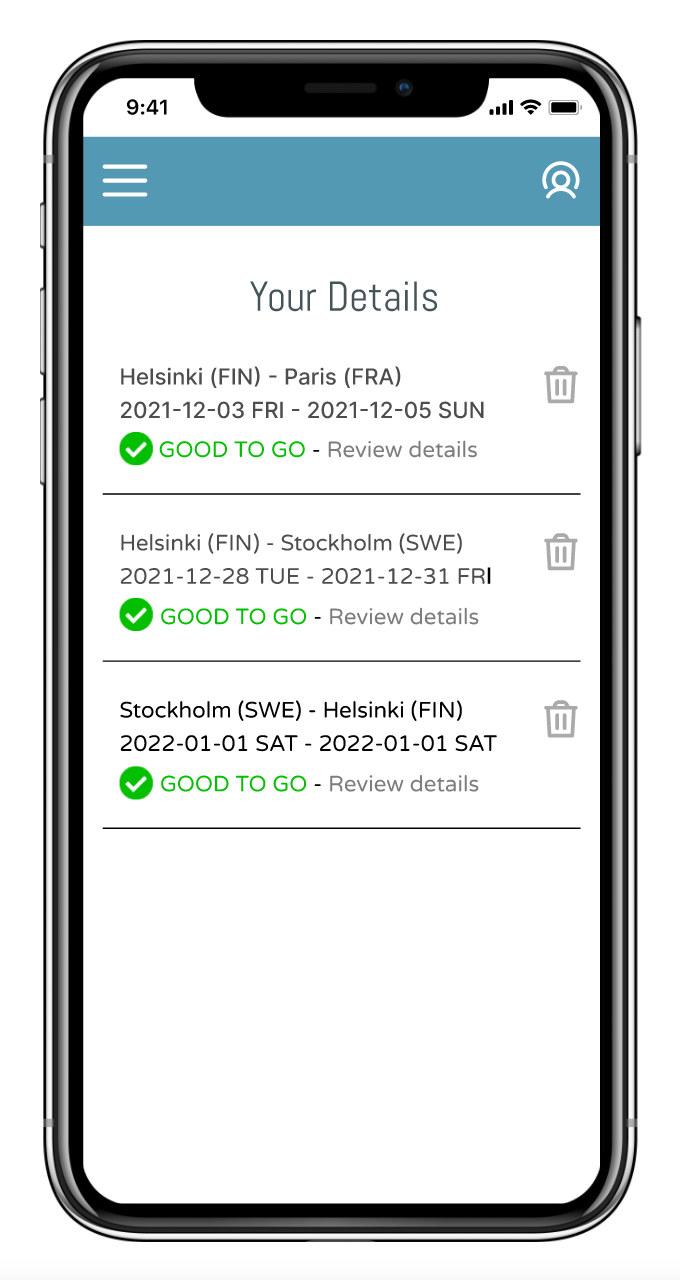 9:41
Your Details
Helsinki (FIN) - Paris (FRA)
2021-12-03 FRI - 2021-12-05 SUN
GOOD TO GO - Review details
Helsinki (FIN) - Stockholm (SWE)
2021-12-28 TUE - 2021-12-31 FRI
GOOD TO GO - Review details
Stockholm (SWE) - Helsinki (FIN)
2022-01-01 SAT - 2022-01-01 SAT
GOOD TO GO - Review details